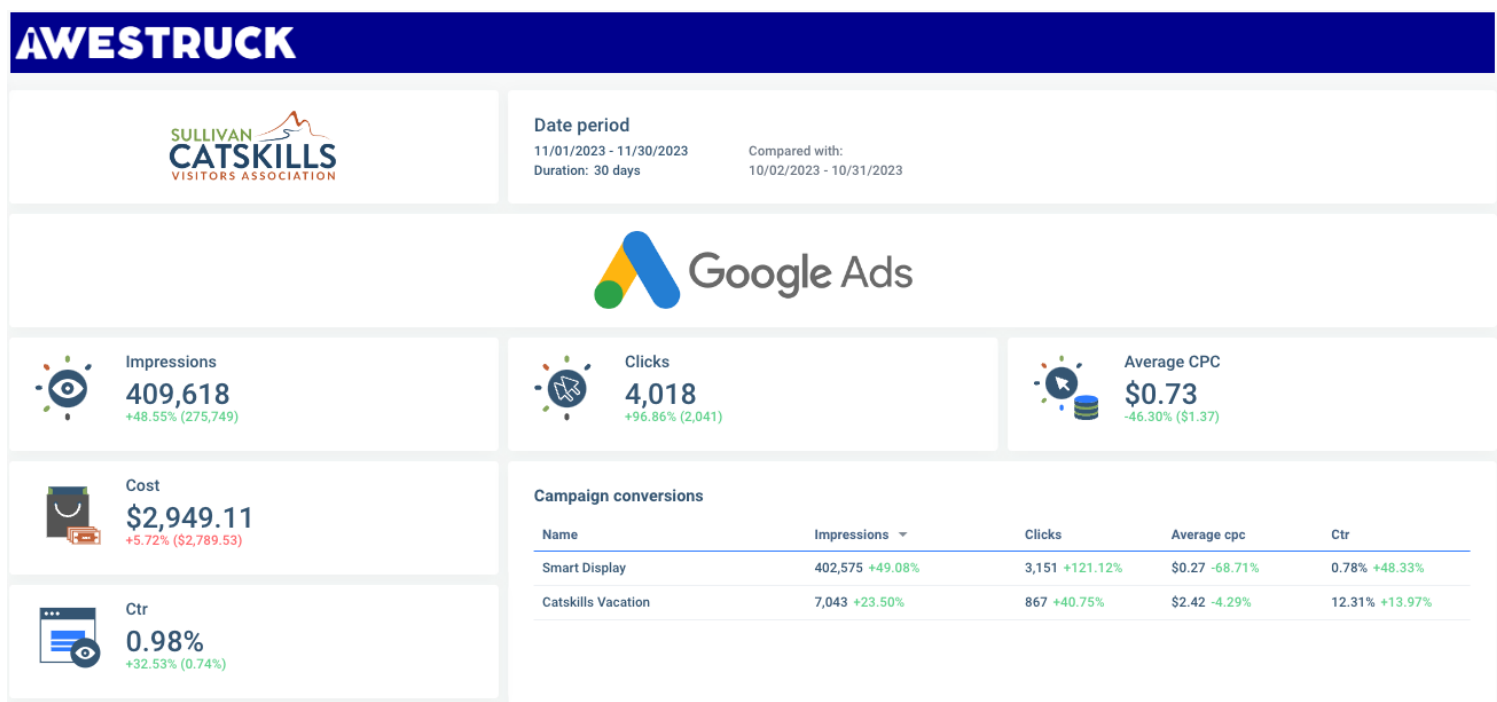 AWESTRUCK
SULLIVAN
CATSKILLS
VISITORS ASSOCIATION
Date period
11/01/2023 - 11/30/2023
Duration: 30 days
Compared with:
10/02/2023 - 10/31/2023
Google Ads
Impressions
409,618
+48.55% (275,749)
Clicks
4,018
+96.86% (2,041)
Average CPC
$0.73
-46.30% ($1.37)
Cost
$2,949.11
+5.72% ($2,789.53)
Ctr
0.98%
+32.53% (0.74%)
Campaign conversions
Name Impressions Clicks Average cpc Ctr
Smart Display 402,575 +49.08% 3,151 +121.12% $0.27 -68.71% 0.78% +48.33%
Catskills Vacation 7,043 +23.50% 867 +40.75% $2.42 -4.29% 12.31% +13.97%